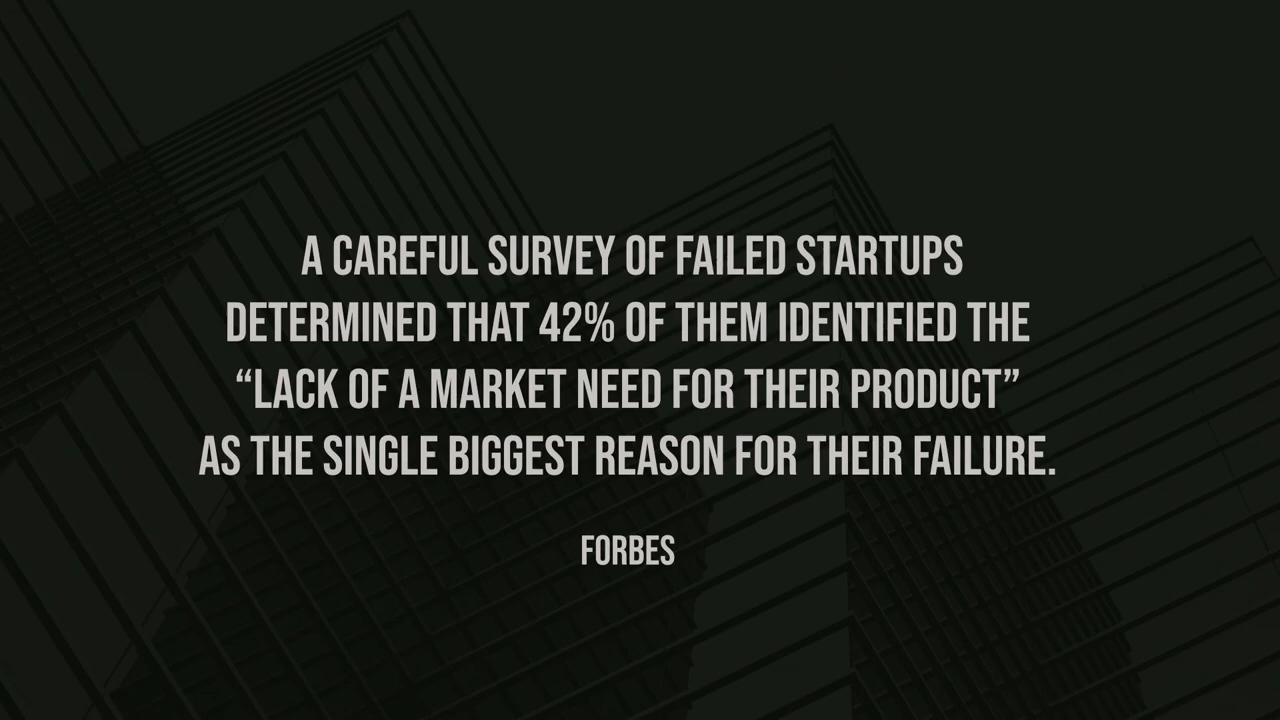 A CAREFUL SURVEY OF FAILED STARTUPS
DETERMINED THAT 42% OF THEM IDENTIFIED THE
“LACK OF A MARKET NEED FOR THEIR PRODUCT”
AS THE SINGLE BIGGEST REASON FOR THEIR FAILURE.
FORBES